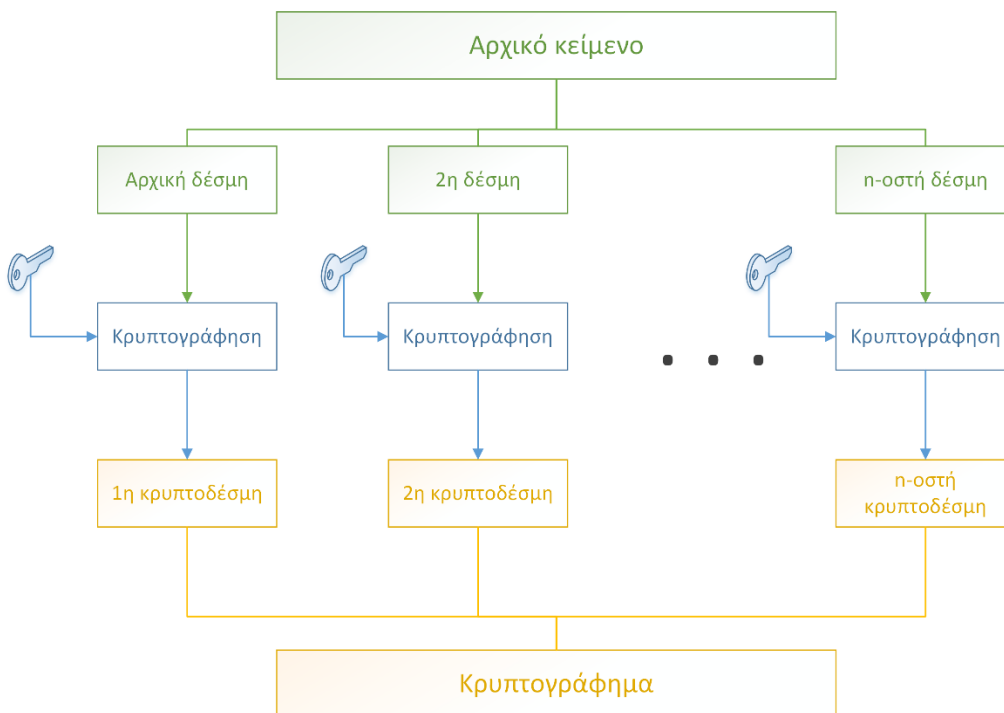 Αρχικό κείμενο
Αρχική δέσμη
2η δέσμη
n-οστή δέσμη
Κρυπτογράφηση
Κρυπτογράφηση
. . .
Κρυπτογράφηση
1η κρυπτοδέσμη
2η κρυπτοδέσμη
n-οστή
κρυπτοδέσμη
Κρυπτογράφημα